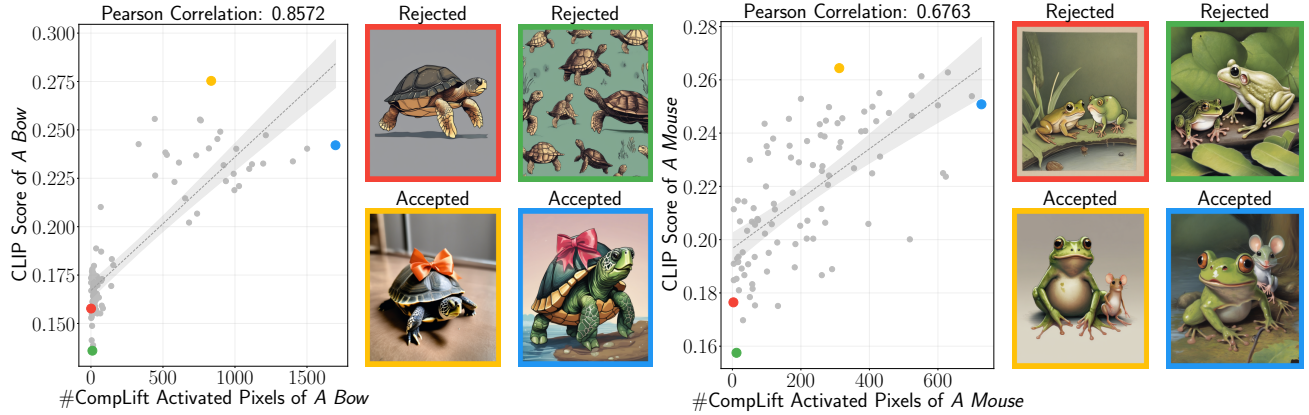 Pearson Correlation: 0.8572
CLIP Score of A Bow
0.300
0.275
0.250
0.225
0.200
0.175
0.150
0
500
1000
1500
#CompLift Activated Pixels of A Bow
Rejected
Rejected
Accepted
Accepted
Pearson Correlation: 0.6763
CLIP Score of A Mouse
0.28
0.26
0.24
0.22
0.20
0.18
0.16
0
200
400
600
#CompLift Activated Pixels of A Mouse
Rejected
Rejected
Accepted
Accepted